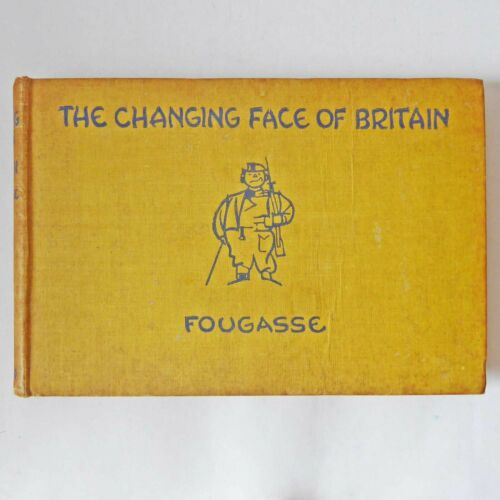 THE CHANGING FACE OF BRITAIN
FOUGASSE